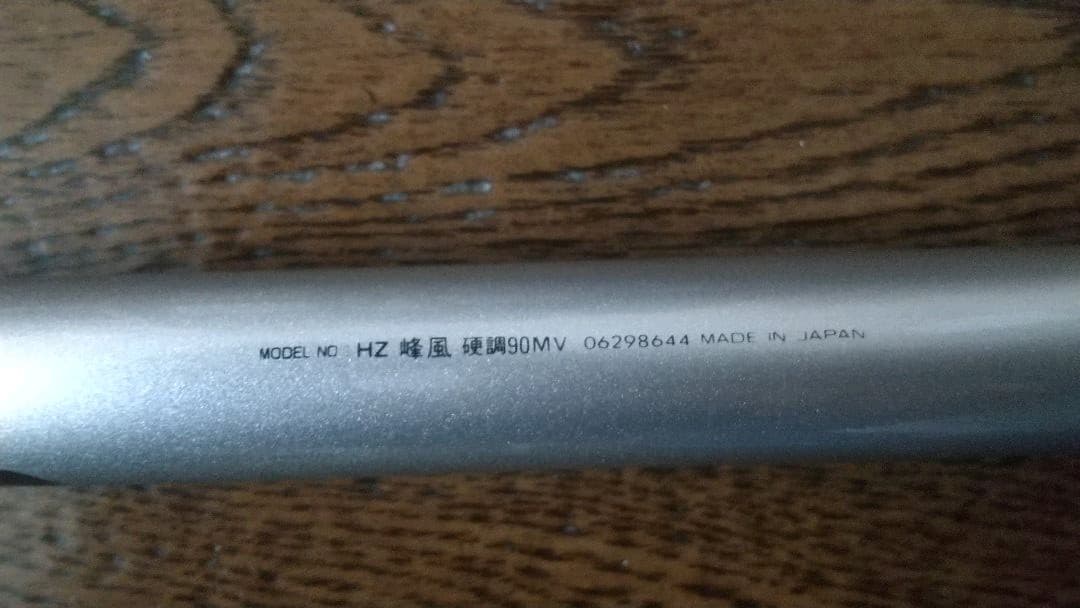 MODEL NO. HZ 峰風 硬調90MV 06298644 MADE IN JAPAN